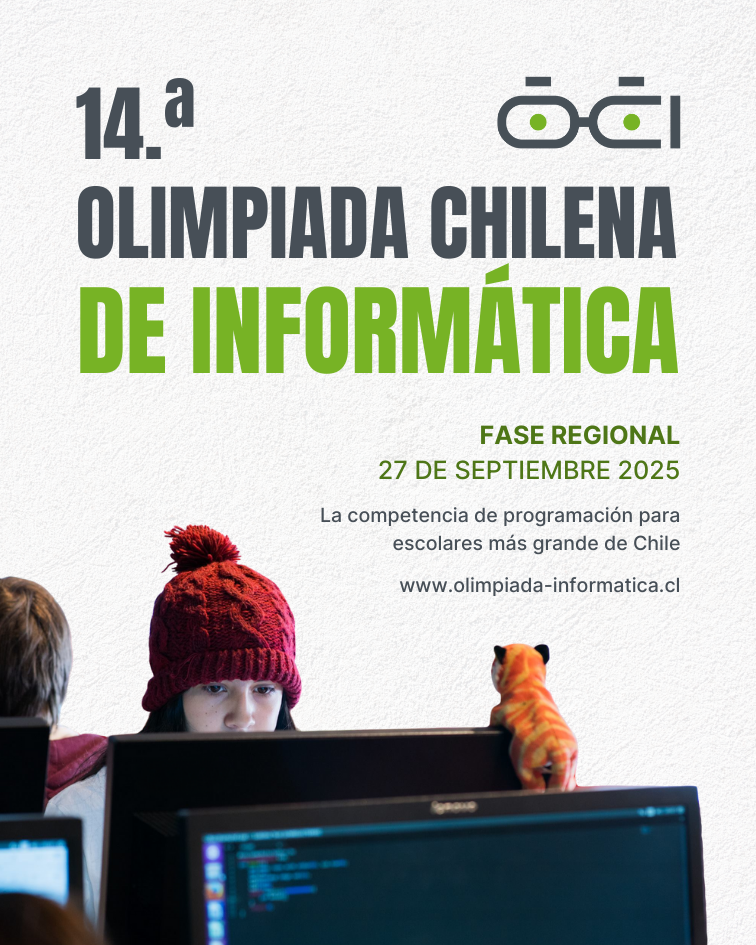 14.ª
OCI
OLIMPIADA CHILENA
DE INFORMÁTICA
FASE REGIONAL
27 DE SEPTIEMBRE 2025
La competencia de programación para
escolares más grande de Chile
www.olimpiada-informatica.cl